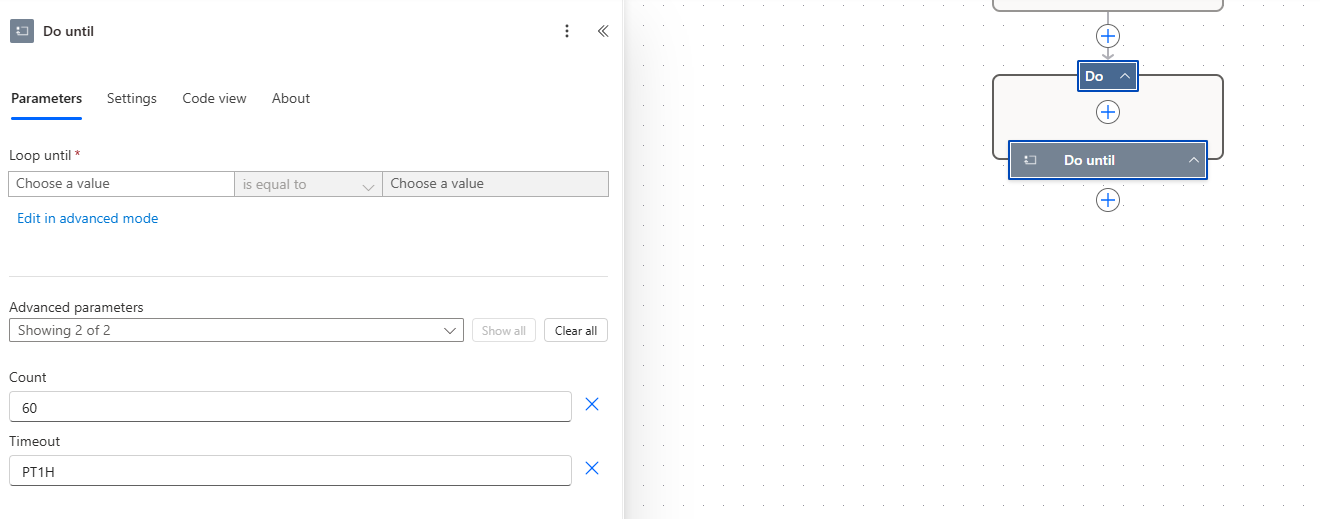 Do until
Parameters Settings Code view About
Loop until *
Choose a value is equal to Choose a value
Edit in advanced mode
Advanced parameters
Showing 2 of 2 Show all Clear all
Count
60
Timeout
PT1H
Do
Do until